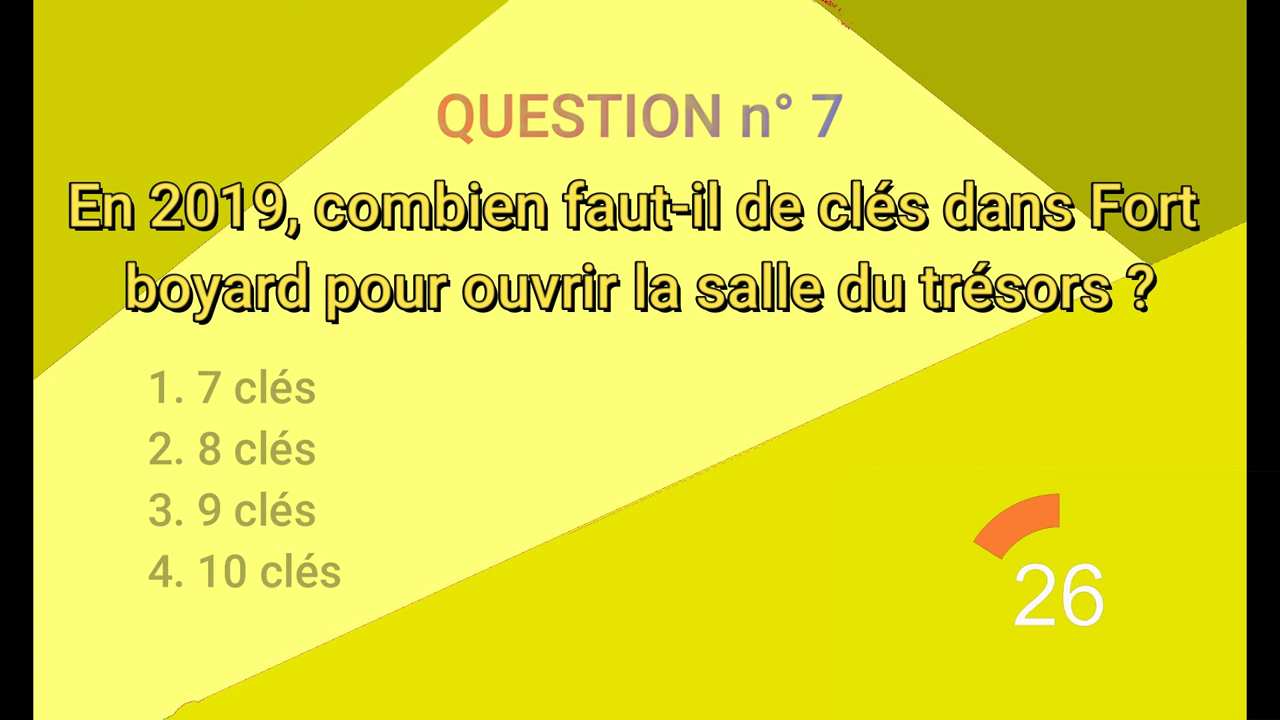 QUESTION n° 7
En 2019, combien faut-il de clés dans Fort
boyard pour ouvrir la salle du trésors ?
1. 7 clés
2. 8 clés
3. 9 clés
4. 10 clés
26